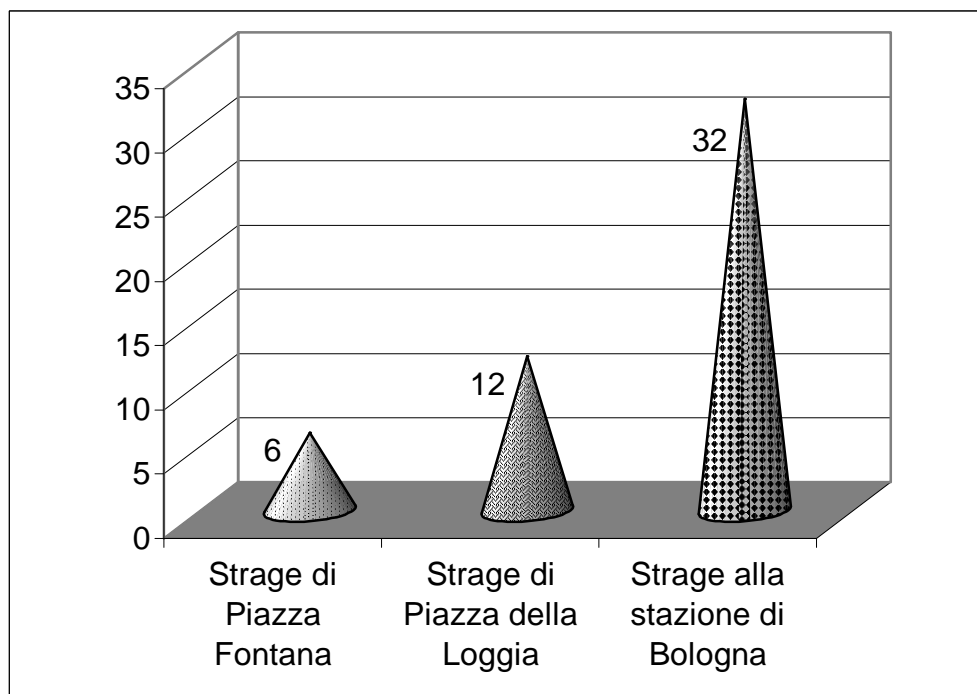 35
30
25
20
15
10
5
0
6
12
32
Strage di
Piazza
Fontana
Strage di
Piazza della
Loggia
Strage alla
stazione di
Bologna